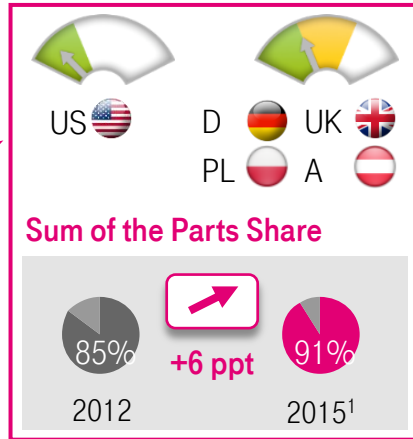 US D UK
PL A
Sum of the Parts Share
85% +6 ppt 91%
2012 2015¹